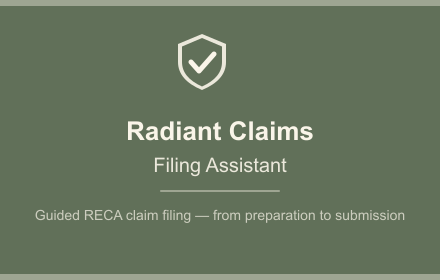 Radiant Claims
Filing Assistant
Guided RECA claim filing — from preparation to submission